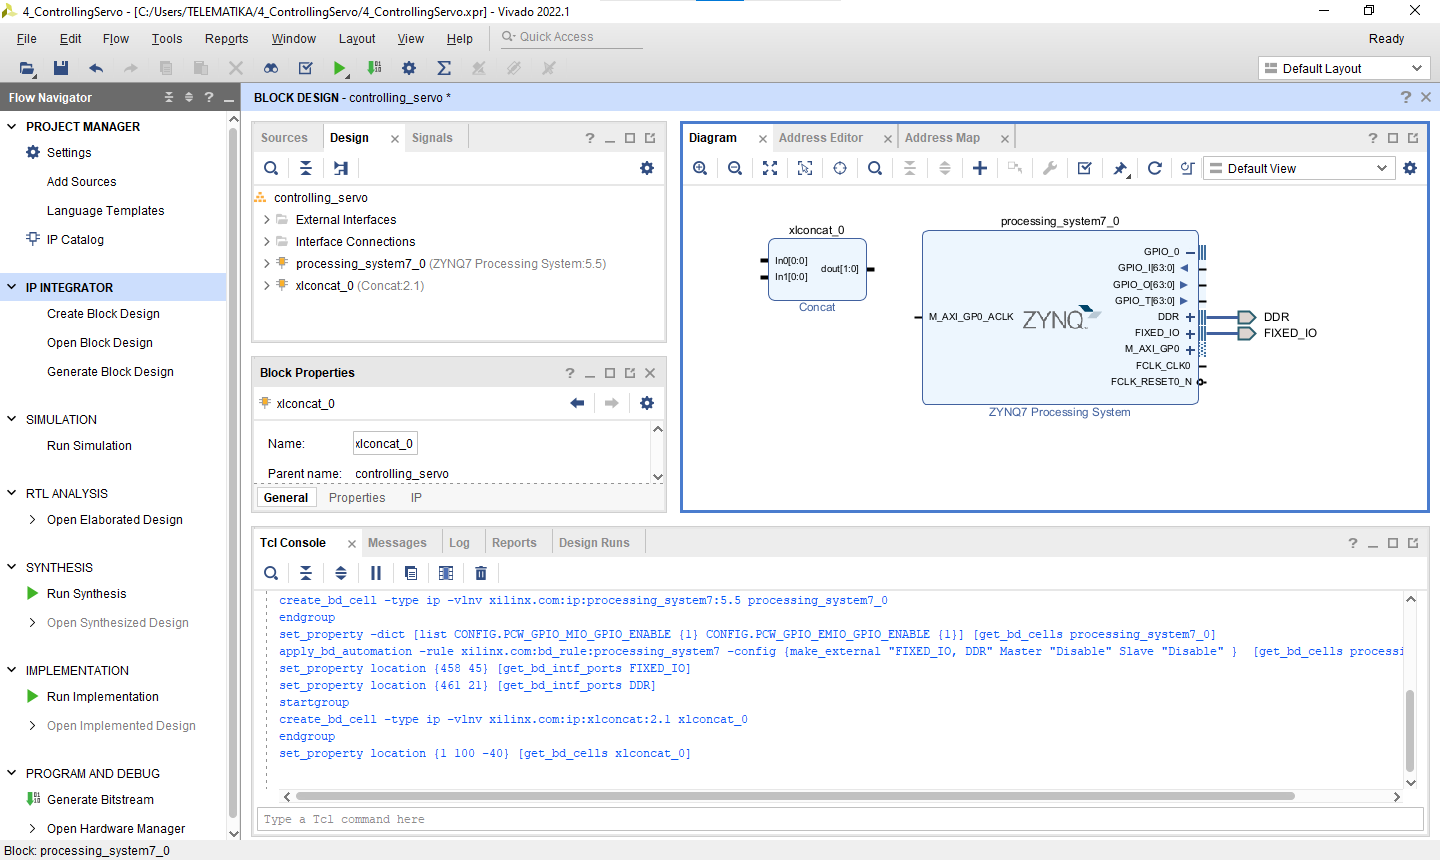 4_ControllingServo - [C:/Users/TELEMATIKA/4_ControllingServo/4_ControllingServo.xpr] - Vivado 2022.1
File Edit Flow Tools Reports Window Layout View Help Quick Access Ready
Default Layout
Flow Navigator
PROJECT MANAGER
Settings
Add Sources
Language Templates
IP Catalog
IP INTEGRATOR
Create Block Design
Open Block Design
Generate Block Design
SIMULATION
Run Simulation
RTL ANALYSIS
Open Elaborated Design
SYNTHESIS
Run Synthesis
Open Synthesized Design
IMPLEMENTATION
Run Implementation
Open Implemented Design
PROGRAM AND DEBUG
Generate Bitstream
Open Hardware Manager
BLOCK DESIGN - controlling_servo *
Sources Design Signals
controlling_servo
External Interfaces
Interface Connections
processing_system7_0 (ZYNQ7 Processing System:5.5)
xlconcat_0 (Concat:2.1)
Block Properties
xlconcat_0
Name: xlconcat_0
Parent name: controlling_servo
General Properties IP
Diagram Address Editor Address Map
Default View
xlconcat_0
In0[0:0]
In1[0:0]
dout[1:0]
Concat
processing_system7_0
GPIO_0
GPIO_I[63:0]
GPIO_O[63:0]
GPIO_T[63:0]
DDR
FIXED_IO
M_AXI_GP0
FCLK_CLK0
FCLK_RESET0_N
M_AXI_GP0_ACLK
ZYNQ
ZYNQ7 Processing System
DDR
FIXED_IO
Tcl Console Messages Log Reports Design Runs
create_bd_cell -type ip -vlnv xilinx.com:ip:processing_system7:5.5 processing_system7_0
endgroup
set_property -dict [list CONFIG.PCW_GPIO_MIO_GPIO_ENABLE {1} CONFIG.PCW_GPIO_EMIO_GPIO_ENABLE {1}] [get_bd_cells processing_system7_0]
apply_bd_automation -rule xilinx.com:bd_rule:processing_system7 -config {make_external "FIXED_IO, DDR" Master "Disable" Slave "Disable" }  [get_bd_cells processi
set_property location {458 45} [get_bd_intf_ports FIXED_IO]
set_property location {461 21} [get_bd_intf_ports DDR]
startgroup
create_bd_cell -type ip -vlnv xilinx.com:ip:xlconcat:2.1 xlconcat_0
endgroup
set_property location {1 100 -40} [get_bd_cells xlconcat_0]
Type a Tcl command here
Block: processing_system7_0